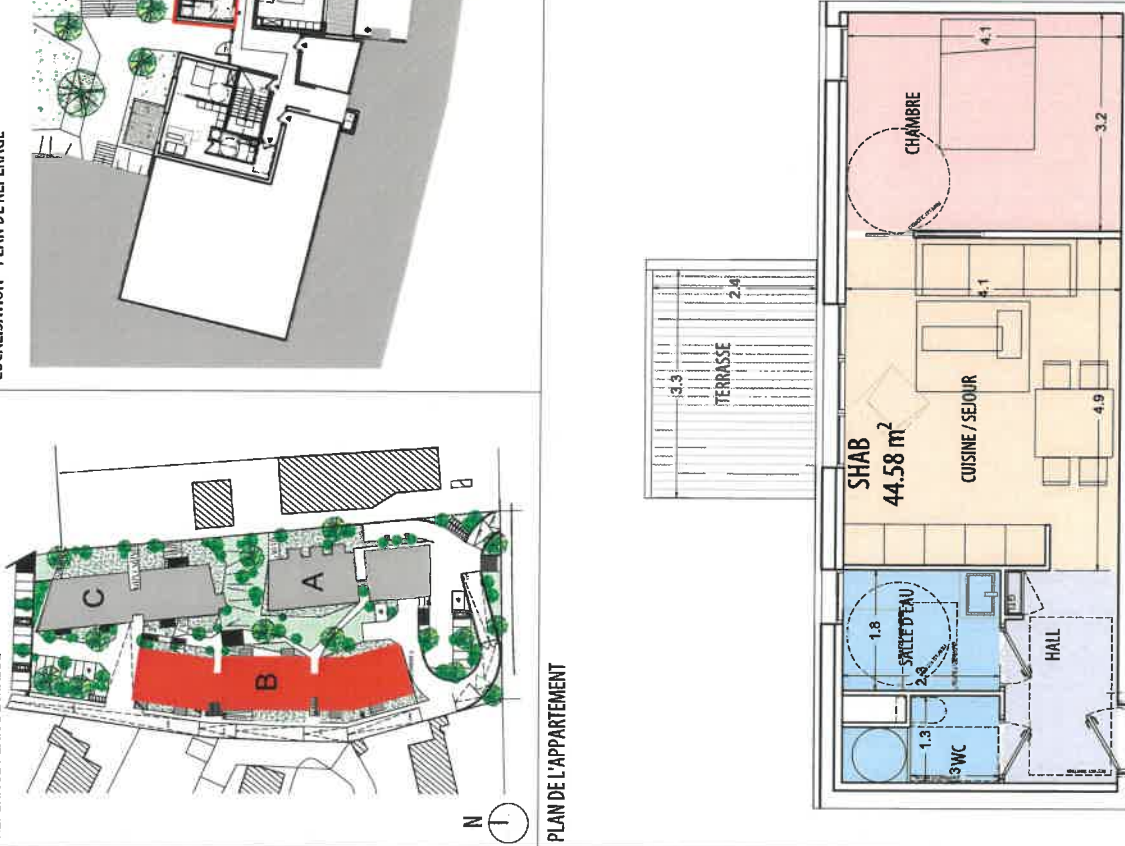 LOCALISATION - PLAN DE REPERAGE
C
A
B
N
PLAN DE L'APPARTEMENT
TERRASSE
3.3
2.4
SHAB
44.58 m²
CUISINE / SEJOUR
4.1
4.9
CHAMBRE
4.1
3.2
SALLE D'EAU
1.8
2.3
WC
1.3
HALL